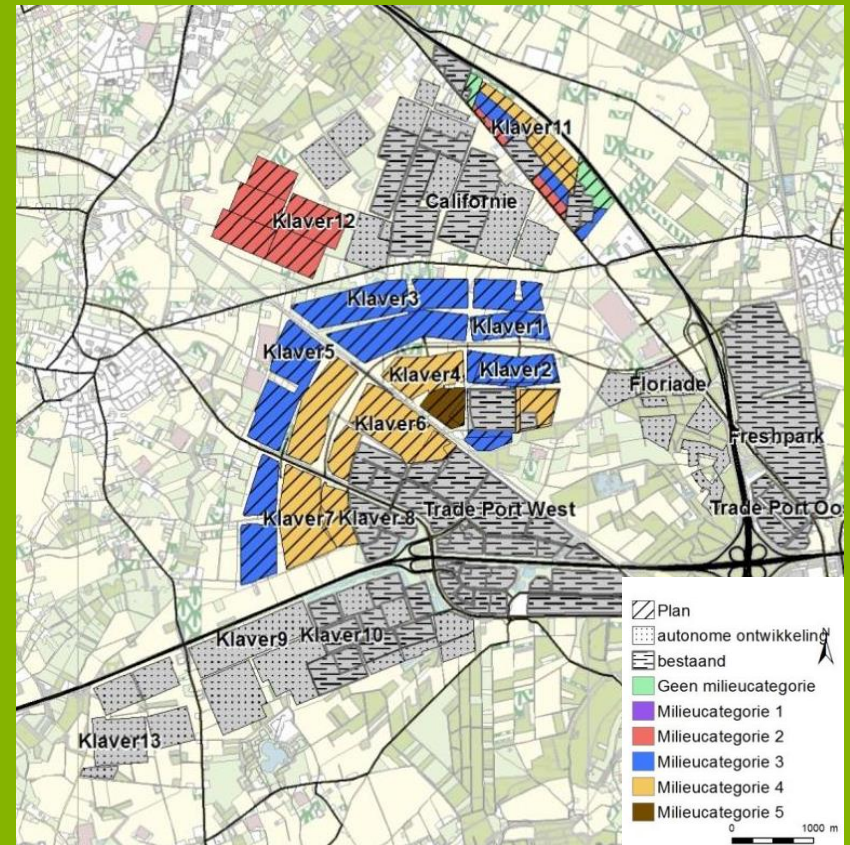 Klaver11
Californie
Klaver12
Klaver3
Klaver1
Klaver5
Klaver4
Klaver2
Floriade
Klaver6
Freshpark
Klaver7
Klaver 8
Trade Port West
Trade Port Oos
Klaver9
Klaver10
Klaver13
Plan
autonome ontwikkeling
N
bestaand
Geen milieucategorie
Milieucategorie 1
Milieucategorie 2
Milieucategorie 3
Milieucategorie 4
Milieucategorie 5
0 1000 m